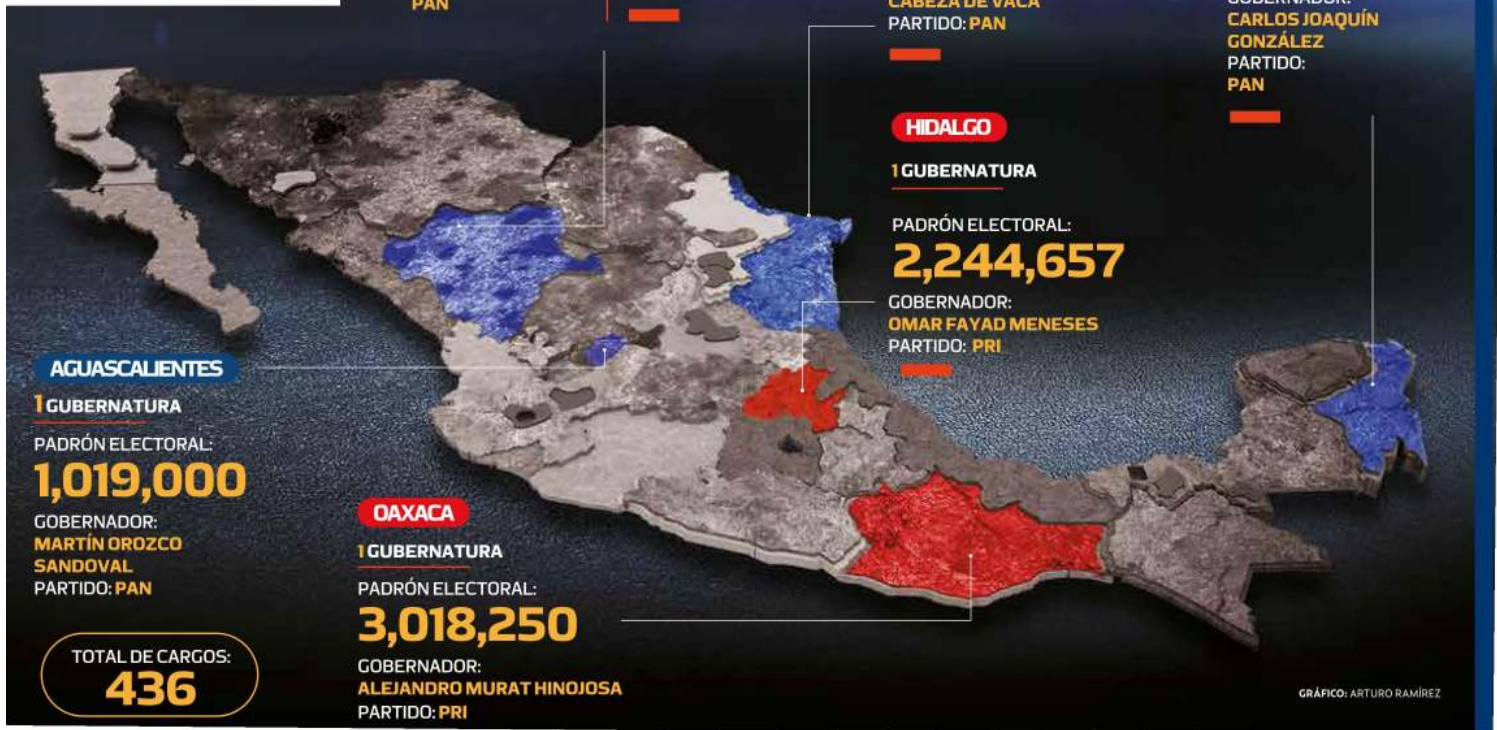 PAN
CABEZA DE VACA
PARTIDO: PAN
GOBERNADOR:
CARLOS JOAQUÍN
GONZÁLEZ
PARTIDO:
PAN
HIDALGO
1 GUBERNATURA
PADRÓN ELECTORAL:
2,244,657
GOBERNADOR:
OMAR FAYAD MENESES
PARTIDO: PRI
AGUASCALIENTES
1 GUBERNATURA
PADRÓN ELECTORAL:
1,019,000
GOBERNADOR:
MARTÍN OROZCO
SANDOVAL
PARTIDO: PAN
OAXACA
1 GUBERNATURA
PADRÓN ELECTORAL:
3,018,250
GOBERNADOR:
ALEJANDRO MURAT HINOJOSA
PARTIDO: PRI
TOTAL DE CARGOS:
436
GRÁFICO: ARTURO RAMÍREZ